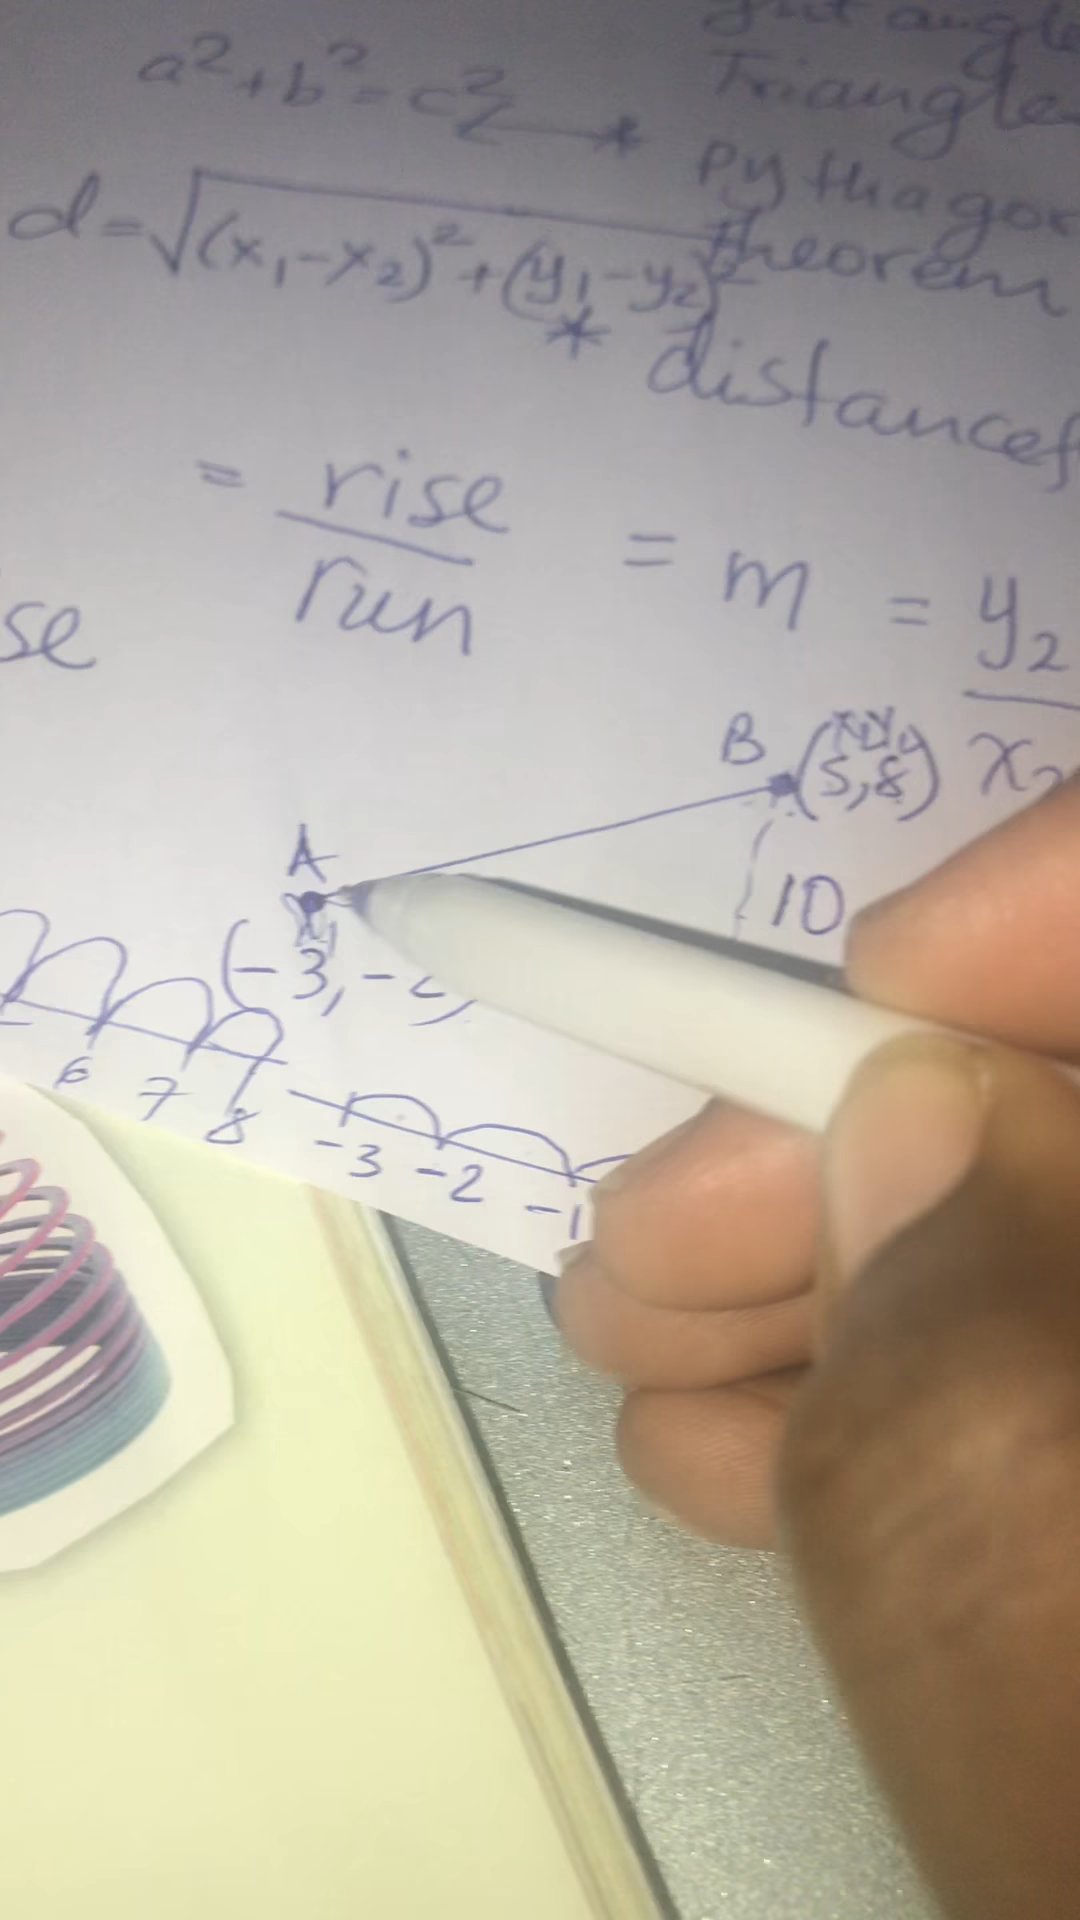 a²+b²=c²
Triangle
d=√(x₁-x₂)²+(y₁-y₂)²
theorem
* distance
= rise/run = m = y₂
se
B (5,8) x₂
A
10
(-3,-2)
6 7 8 -3 -2 -1